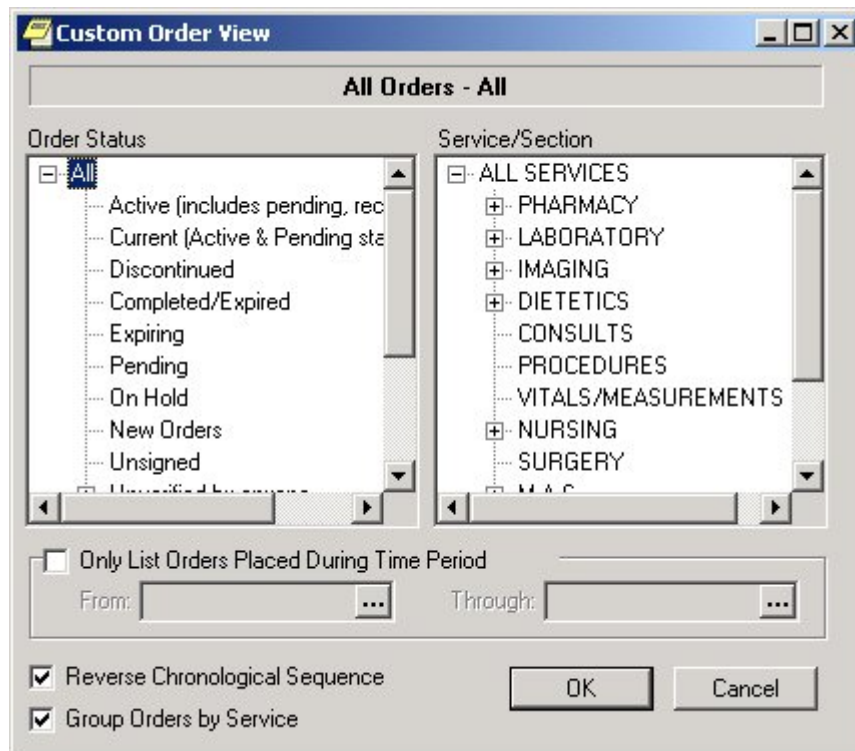 Custom Order View
All Orders - All
Order Status
All
Active (includes pending, rec
Current (Active & Pending sta
Discontinued
Completed/Expired
Expiring
Pending
On Hold
New Orders
Unsigned
Service/Section
ALL SERVICES
PHARMACY
LABORATORY
IMAGING
DIETETICS
CONSULTS
PROCEDURES
VITALS/MEASUREMENTS
NURSING
SURGERY
Only List Orders Placed During Time Period
From: ...
Through: ...
Reverse Chronological Sequence
Group Orders by Service
OK
Cancel